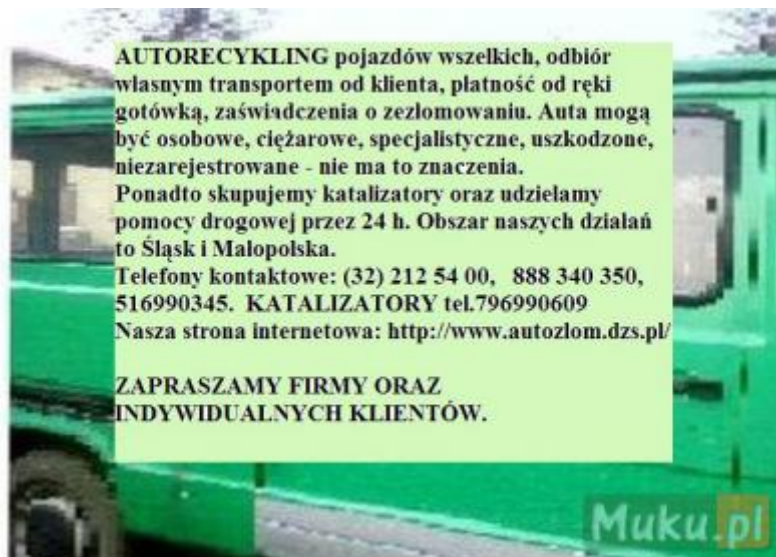 AUTORECYKLING pojazdów wszelkich, odbiór
własnym transportem od klienta, płatność od ręki
gotówką, zaświadczenia o zezłomowaniu. Auta mogą
być osobowe, ciężarowe, specjalistyczne, uszkodzone,
niezarejestrowane - nie ma to znaczenia.
Ponadto skupujemy katalizatory oraz udzielamy
pomocy drogowej przez 24 h. Obszar naszych działań
to Śląsk i Małopolska.
Telefony kontaktowe: (32) 212 54 00, 888 340 350,
516990345. KATALIZATORY tel.796990609
Nasza strona internetowa: http://www.autozlom.dzs.pl/
ZAPRASZAMY FIRMY ORAZ
INDYWIDUALNYCH KLIENTÓW.
Muku.pl